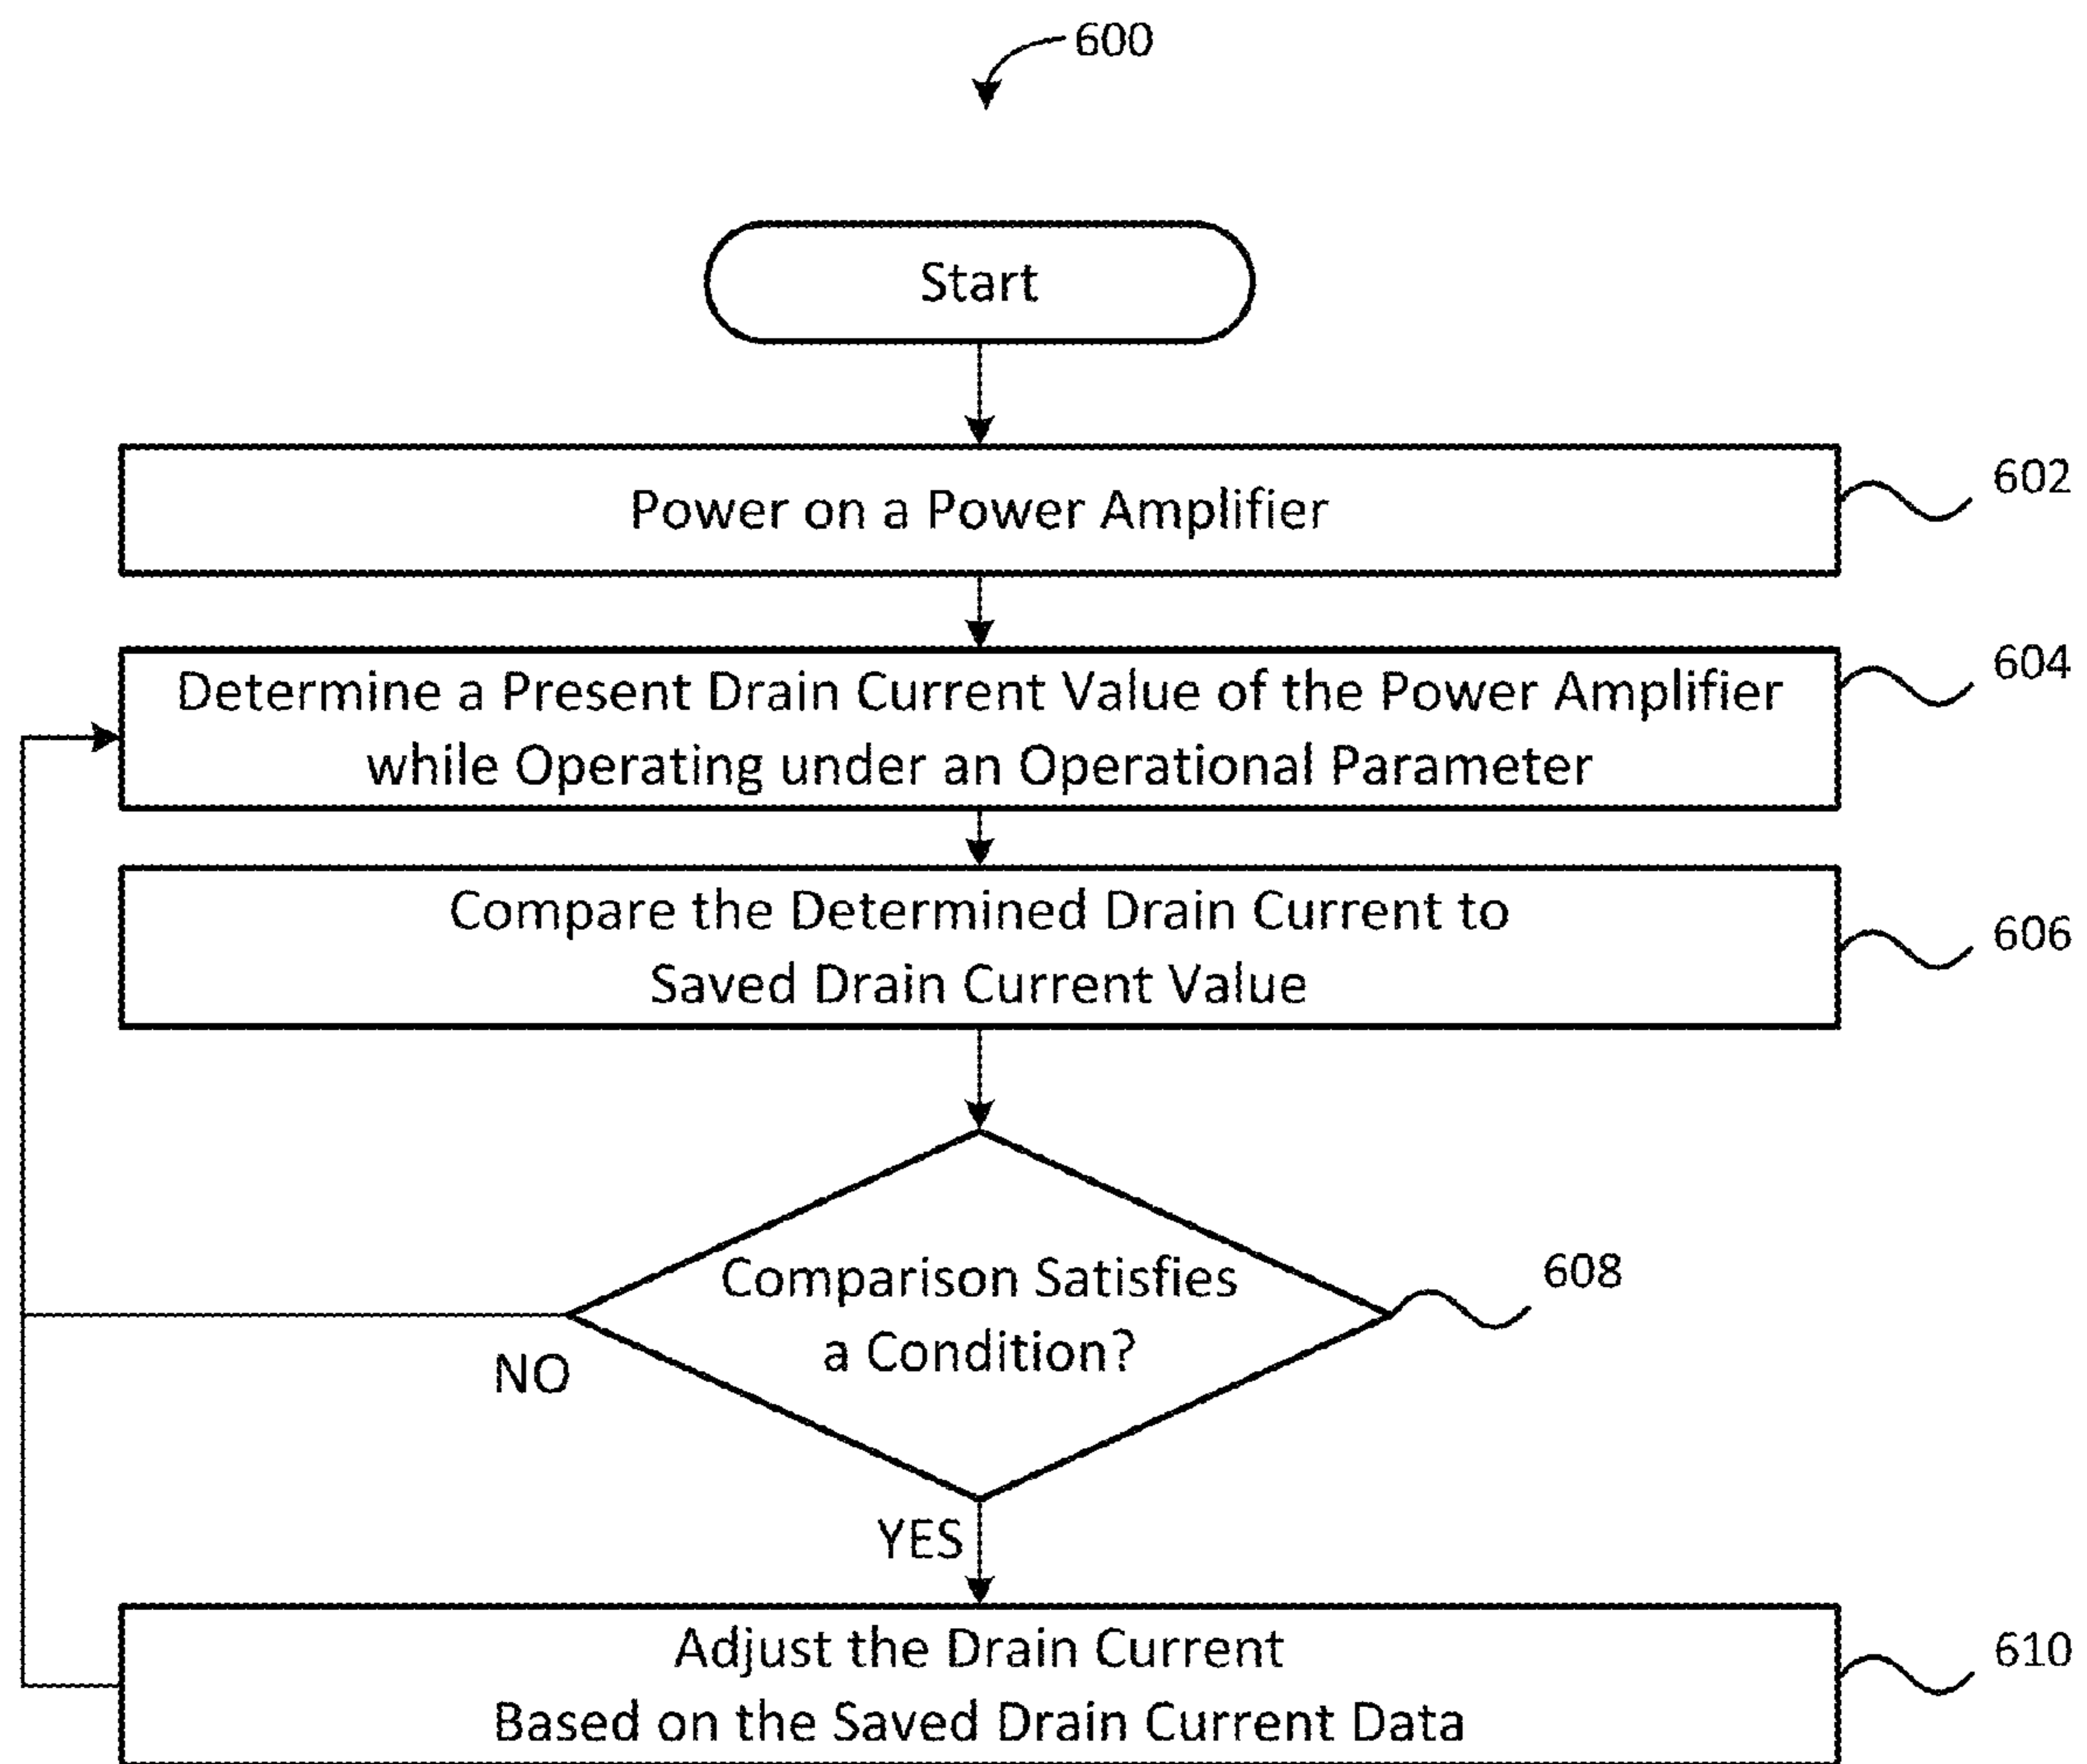 600
Start
Power on a Power Amplifier
602
Determine a Present Drain Current Value of the Power Amplifier
while Operating under an Operational Parameter
604
Compare the Determined Drain Current to
Saved Drain Current Value
606
Comparison Satisfies
a Condition?
608
NO
YES
Adjust the Drain Current
Based on the Saved Drain Current Data
610